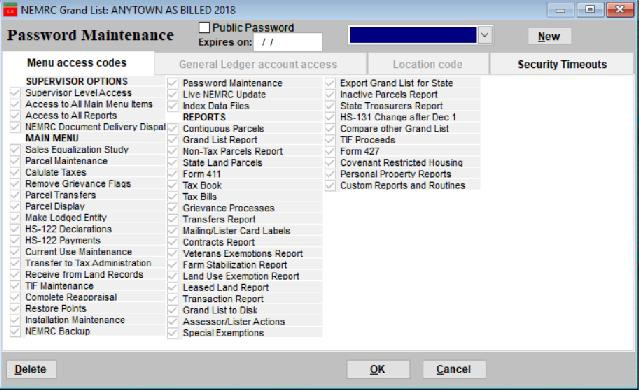 NEMRC Grand List: ANYTOWN AS BILLED 2018
Password Maintenance
Public Password
Expires on: / /
New
Menu access codes
General Ledger account access
Location code
Security Timeouts
SUPERVISOR OPTIONS
Supervisor Level Access
Access to All Main Menu Items
Access to All Reports
NEMRC Document Delivery Dispal
MAIN MENU
Sales Equalization Study
Parcel Maintenance
Calulate Taxes
Remove Grievance Flags
Parcel Transfers
Parcel Display
Make Lodged Entity
HS-122 Declarations
HS-122 Payments
Current Use Maintenance
Transfer to Tax Administration
Receive from Land Records
TIF Maintenance
Complete Reappraisal
Restore Points
Installation Maintenance
NEMRC Backup
Password Maintenance
Live NEMRC Update
Index Data Files
REPORTS
Contiguous Parcels
Grand List Report
Non-Tax Parcels Report
State Land Parcels
Form 411
Tax Book
Tax Bills
Grievance Processes
Transfers Report
Mailing/Lister Card Labels
Contracts Report
Veterans Exemptions Report
Farm Stabilization Report
Land Use Exemption Report
Leased Land Report
Transaction Report
Grand List to Disk
Assessor/Lister Actions
Special Exemptions
Export Grand List for State
Inactive Parcels Report
State Treasurers Report
HS-131 Change after Dec 1
Compare other Grand List
TIF Proceeds
Form 427
Covenant Restricted Housing
Personal Property Reports
Custom Reports and Routines
Delete
OK
Cancel